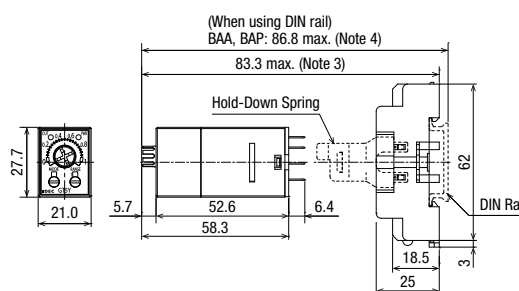 (When using DIN rail)
BAA, BAP: 86.8 max. (Note 4)
83.3 max. (Note 3)
Hold-Down Spring
27.7
21.0
5.7
52.6
6.4
58.3
62
DIN Ra
3
18.5
25